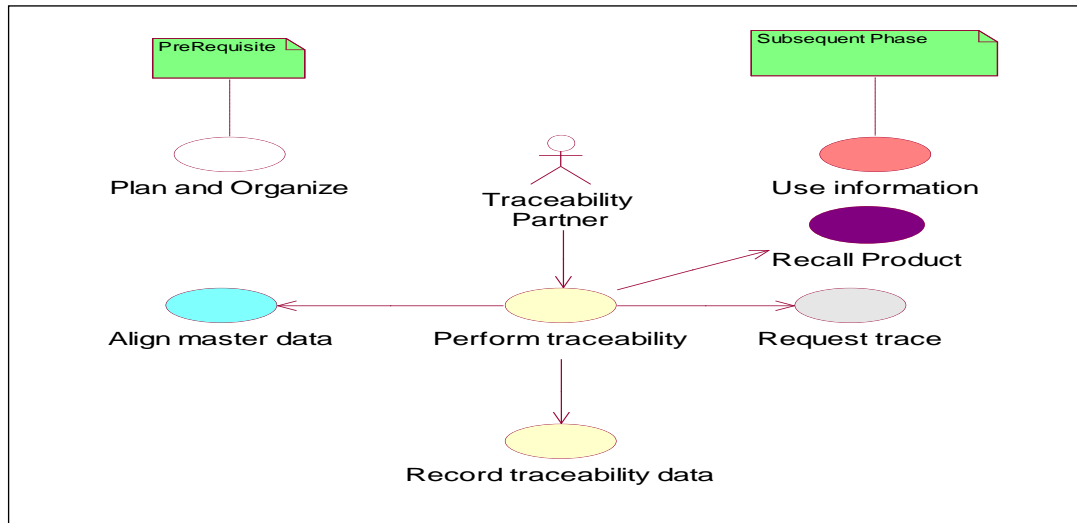 PreRequisite
Subsequent Phase
Plan and Organize
Traceability
Partner
Use information
Recall Product
Align master data
Perform traceability
Request trace
Record traceability data